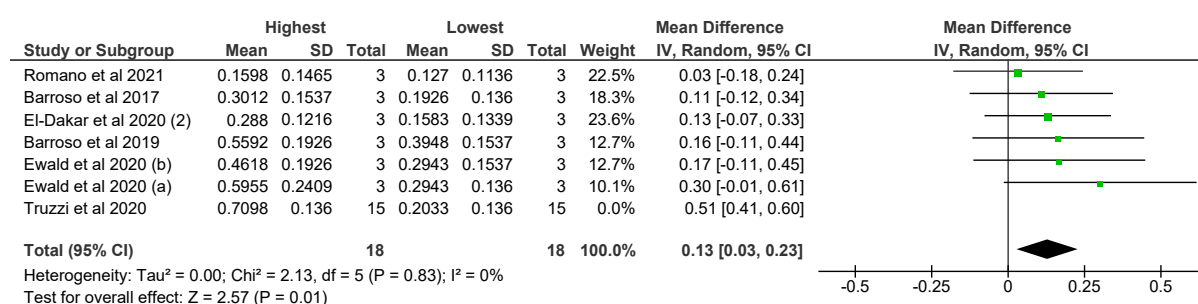 Highest Lowest Mean Difference Mean Difference
Study or Subgroup Mean SD Total Mean SD Total Weight IV, Random, 95% CI IV, Random, 95% CI
Romano et al 2021 0.1598 0.1465 3 0.127 0.1136 3 22.5% 0.03 [-0.18, 0.24]
Barroso et al 2017 0.3012 0.1537 3 0.1926 0.136 3 18.3% 0.11 [-0.12, 0.34]
El-Dakar et al 2020 (2) 0.288 0.1216 3 0.1583 0.1339 3 23.6% 0.13 [-0.07, 0.33]
Barroso et al 2019 0.5592 0.1926 3 0.3948 0.1537 3 12.7% 0.16 [-0.11, 0.44]
Ewald et al 2020 (b) 0.4618 0.1926 3 0.2943 0.1537 3 12.7% 0.17 [-0.11, 0.45]
Ewald et al 2020 (a) 0.5955 0.2409 3 0.2943 0.136 3 10.1% 0.30 [-0.01, 0.61]
Truzzi et al 2020 0.7098 0.136 15 0.2033 0.136 15 0.0% 0.51 [0.41, 0.60]
Total (95% CI) 18 18 100.0% 0.13 [0.03, 0.23]
Heterogeneity: Tau² = 0.00; Chi² = 2.13, df = 5 (P = 0.83); I² = 0%
Test for overall effect: Z = 2.57 (P = 0.01)
-0.5 -0.25 0 0.25 0.5